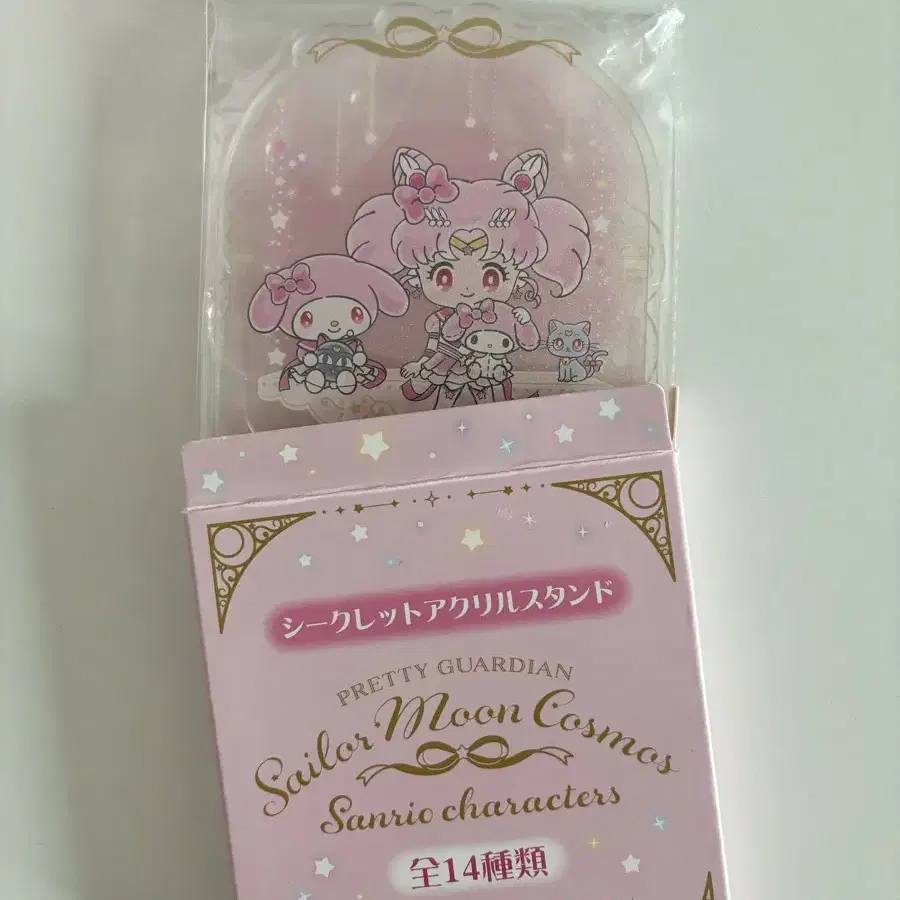 シークレットアクリルスタンド
PRETTY GUARDIAN
Sailor Moon Cosmos
Sanrio characters
全14種類